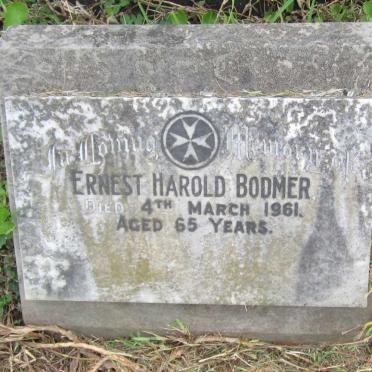 In Loving Memory of
ERNEST HAROLD BODMER
DIED 4TH MARCH 1961.
AGED 65 YEARS.